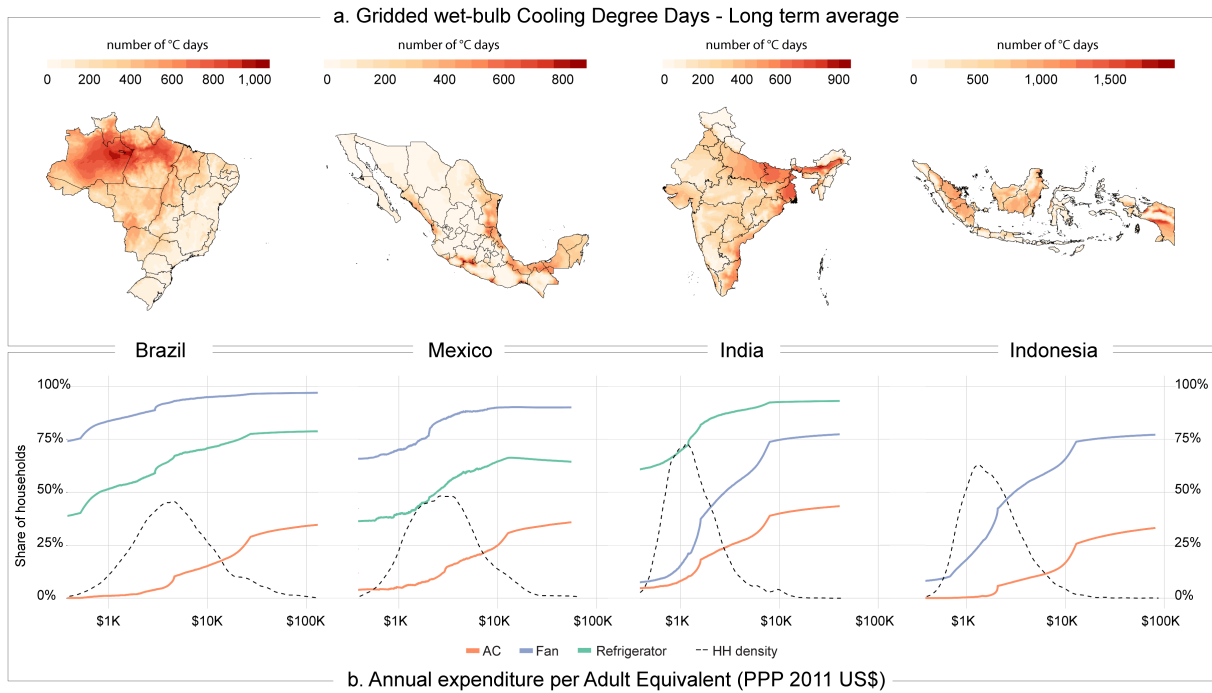 a. Gridded wet-bulb Cooling Degree Days - Long term average
number of °C days number of °C days number of °C days number of °C days
0 200 400 600 800 1,000 0 200 400 600 800 0 200 400 600 900 0 500 1,000 1,500
Brazil Mexico India Indonesia
100% 100%
75% 75%
50% 50%
25% 25%
0% 0%
Share of households
$1K $10K $100K $1K $10K $100K $1K $10K $100K $1K $10K $100K
AC Fan Refrigerator HH density
b. Annual expenditure per Adult Equivalent (PPP 2011 US$)